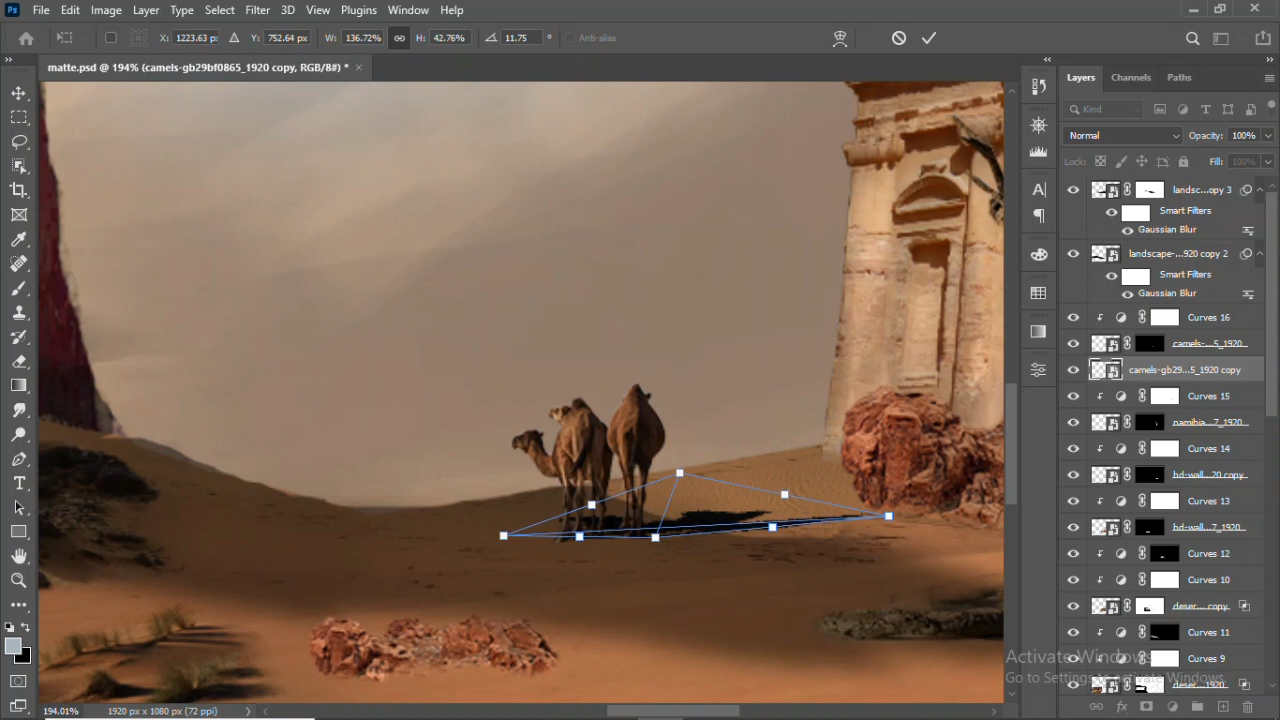 Ps File Edit Image Layer Type Select Filter 3D View Plugins Window Help
X: 1223.63 p: Y: 752.64 px W: 136.72% H: 42.76% 11.75 ° Anti-alias
matte.psd @ 194% (camels-gb29bf0865_1920 copy, RGB/8#) * ×
Layers Channels Paths
Kind
Normal Opacity: 100%
Lock: Fill: 100%
landsc...opy 3
Smart Filters
Gaussian Blur
landscape-...920 copy 2
Smart Filters
Gaussian Blur
Curves 16
camels-...5_1920
camels-gb29...5_1920 copy
Curves 15
namibia...7_1920
Curves 14
bd-wall...20 copy
Curves 13
bd-wall...7_1920
Curves 12
Curves 10
deser... copy
Curves 11
Curves 9
deser...1920
Activate Windows
Go to Settings to activate Windows.
194.01% 1920 px x 1080 px (72 ppi)